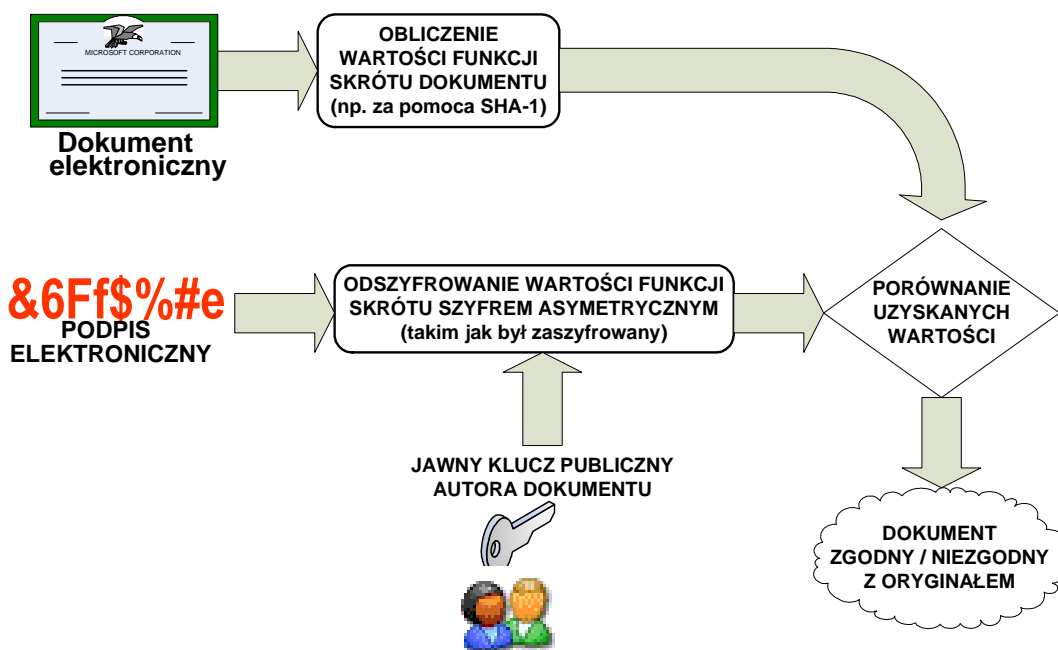 MICROSOFT CORPORATION
Dokument
elektroniczny
OBLICZENIE
WARTOŚCI FUNKCJI
SKRÓTU DOKUMENTU
(np. za pomoca SHA-1)
&6Ff$%#e
PODPIS
ELEKTRONICZNY
ODSZYFROWANIE WARTOŚCI FUNKCJI
SKRÓTU SZYFREM ASYMETRYCZNYM
(takim jak był zaszyfrowany)
PORÓWNANIE
UZYSKANYCH
WARTOŚCI
JAWNY KLUCZ PUBLICZNY
AUTORA DOKUMENTU
DOKUMENT
ZGODNY / NIEZGODNY
Z ORYGINAŁEM